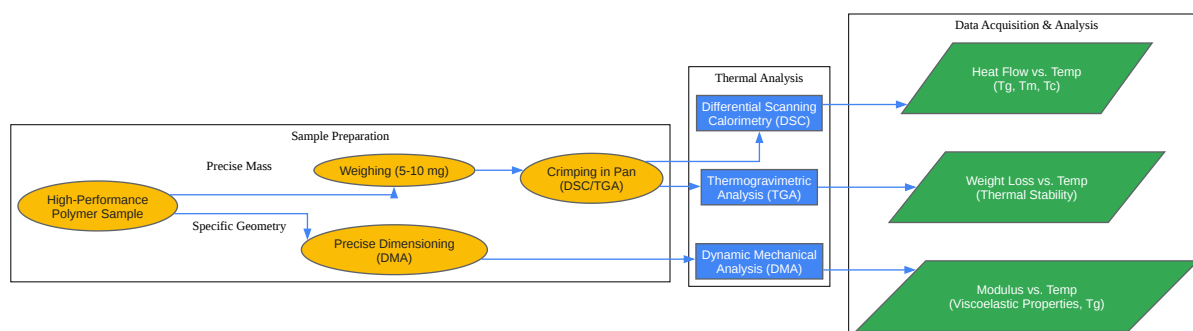 Data Acquisition & Analysis
Heat Flow vs. Temp
(Tg, Tm, Tc)
Thermal Analysis
Differential Scanning
Calorimetry (DSC)
Sample Preparation
Precise Mass
Weighing (5-10 mg)
Crimping in Pan
(DSC/TGA)
Thermogravimetric
Analysis (TGA)
Weight Loss vs. Temp
(Thermal Stability)
High-Performance
Polymer Sample
Specific Geometry
Precise Dimensioning
(DMA)
Dynamic Mechanical
Analysis (DMA)
Modulus vs. Temp
(Viscoelastic Properties, Tg)